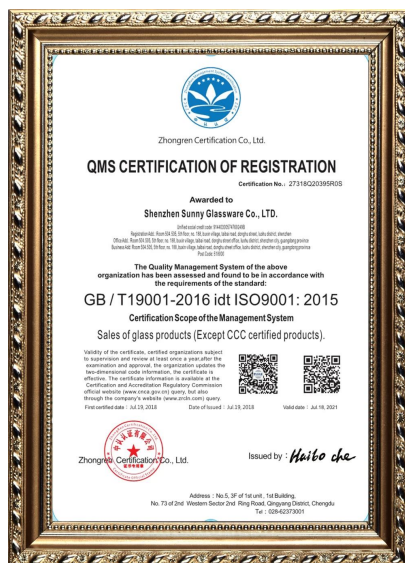 Zhongren Certification Co., Ltd.
QMS CERTIFICATION OF REGISTRATION
Certification No.: 27318Q20395R0S
Awarded to
Shenzhen Sunny Glassware Co., LTD.
The Quality Management System of the above
organization has been assessed and found to be in accordance with
the requirements of the standard:
GB / T19001-2016 idt ISO9001: 2015
Certification Scope of the Management System
Sales of glass products (Except CCC certified products).
Validity of the certificate, certified organizations subject
to supervision and review at least once a year,after the
examination and approval, the organization updates the
two-dimensional code information, the certificate is
effective. The certificate information is available at the
Certification and Accreditation Regulatory Commission
official website (www.cnca.gov.cn) query, but also
through the company's website (www.zrcln.com) query.
First certified date : Jul.19, 2018
Date of Issued : Jul.19, 2018
Valid date : Jul.18, 2021
Zhongren Certification Co., Ltd.
Issued by : Haibo che
Address : No.5, 3F of 1st unit , 1st Building,
No. 73 of 2nd Western Sector 2nd Ring Road, Qingyang District, Chengdu
Tel : 028-62373001